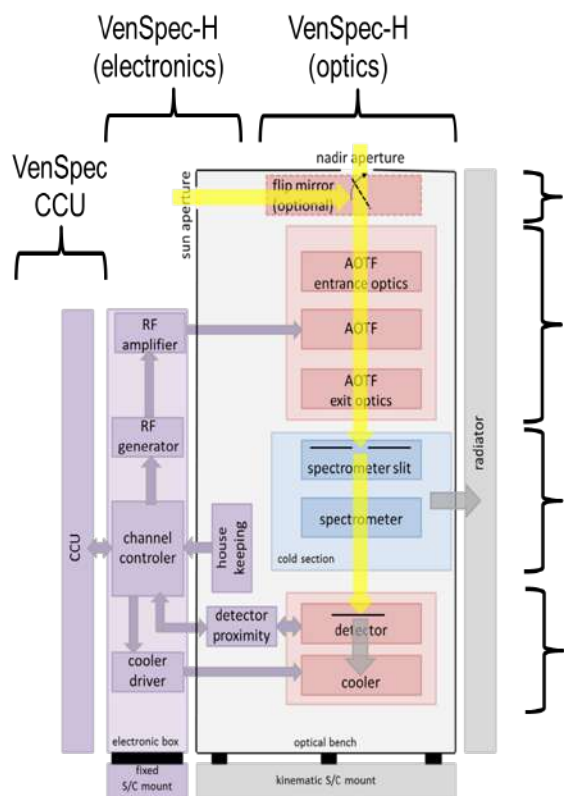 VenSpec-H
(electronics)
VenSpec-H
(optics)
VenSpec
CCU
nadir aperture
sun aperture
flip mirror
(optional)
AOTF
entrance optics
RF
amplifier
AOTF
AOTF
exit optics
RF
generator
spectrometer slit
radiator
channel
controler
house
keeping
spectrometer
CCU
cold section
detector
proximity
detector
cooler
driver
cooler
electronic box
optical bench
fixed
S/C mount
kinematic S/C mount